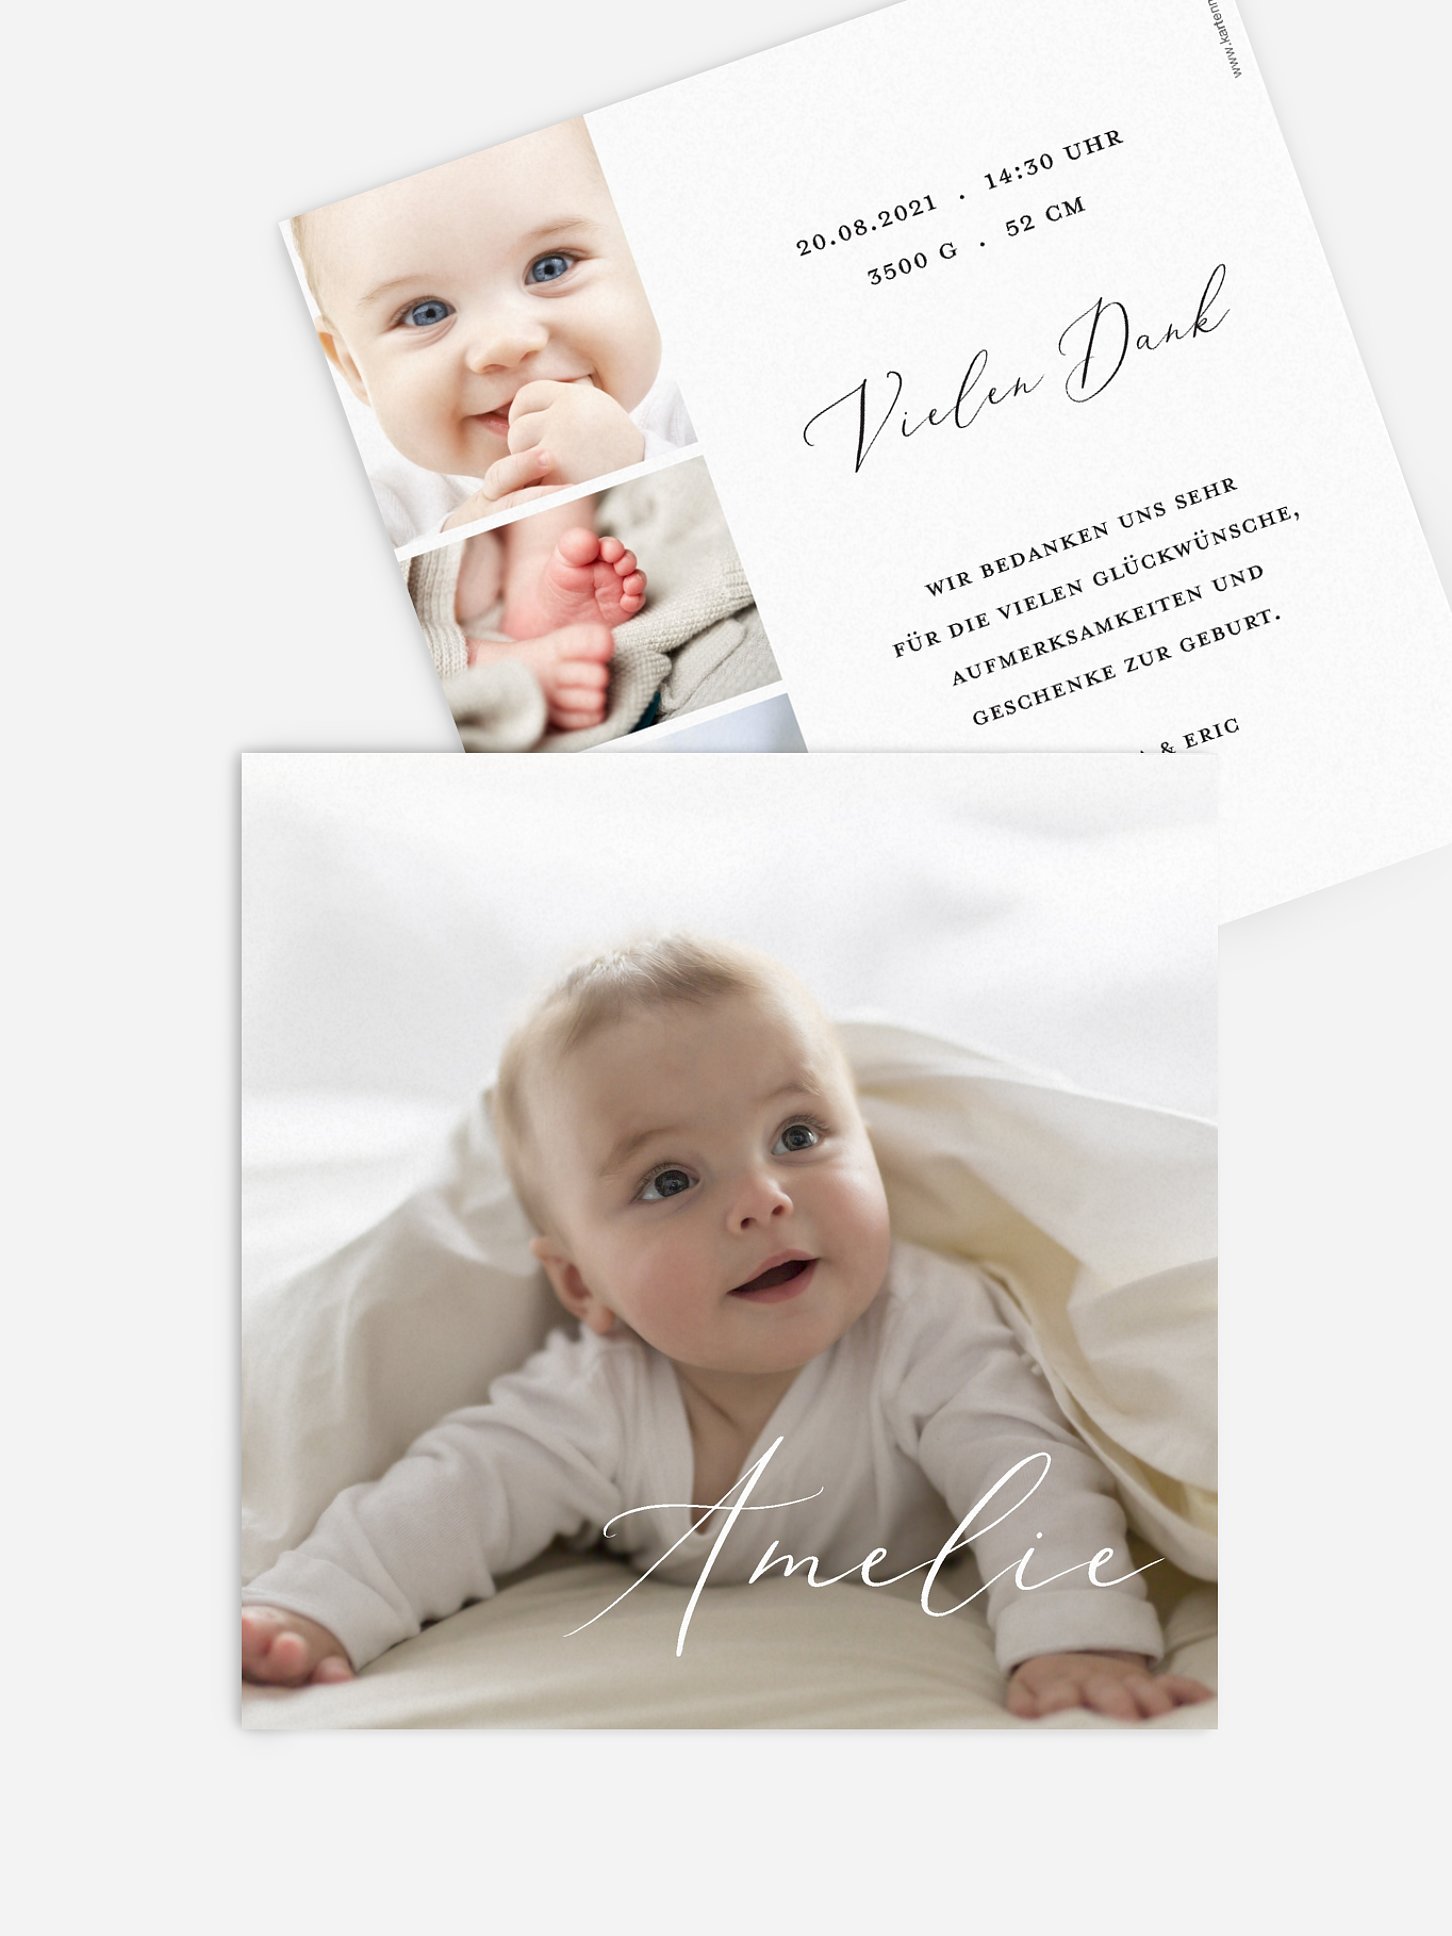 20.08.2021 . 14:30 UHR
3500 G . 52 CM
Vielen Dank
WIR BEDANKEN UNS SEHR
FÜR DIE VIELEN GLÜCKWÜNSCHE,
AUFMERKSAMKEITEN UND
GESCHENKE ZUR GEBURT.
& ERIC
Amelie